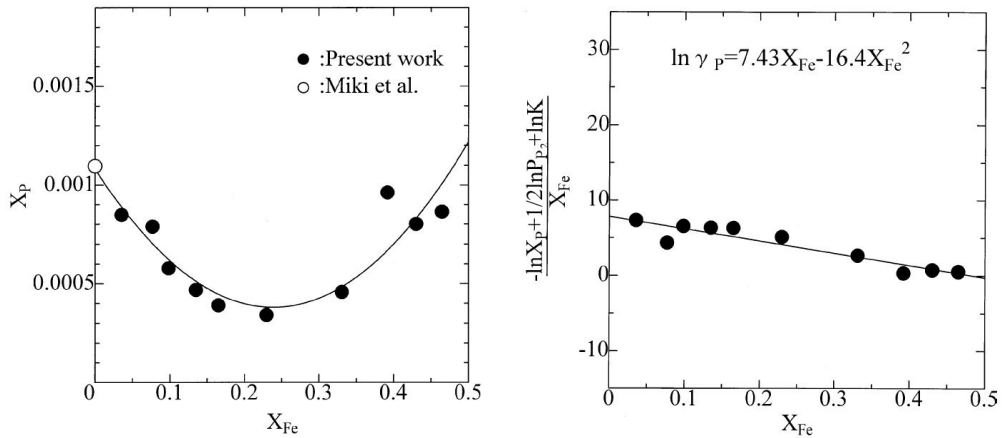 ● :Present work
○ :Miki et al.
0.0015
0.001
0.0005
0
0 0.1 0.2 0.3 0.4 0.5
X_P
X_Fe
ln γ_P=7.43X_Fe-16.4X_Fe^2
30
20
10
0
-10
0 0.1 0.2 0.3 0.4 0.5
-lnX_P+1/2lnP_P2+lnK
X_Fe
X_Fe